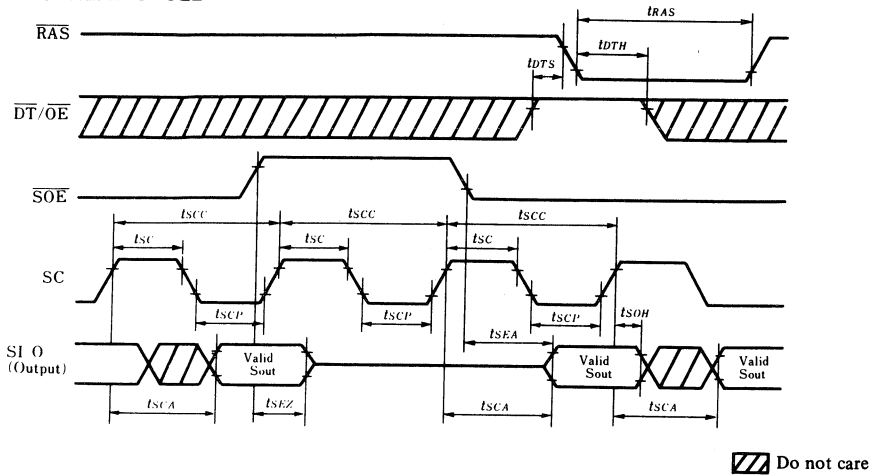 tRAS
RAS
tDTH
tDTS
DT/OE
SOE
tSCC tSCC tSCC
tSC tSC tSC
SC
tSCP tSCP tSCP tSOH
tSEA
SI O
(Output)
Valid
Sout
Valid
Sout
Valid
Sout
tSCA tSEZ tSCA tSCA
Do not care